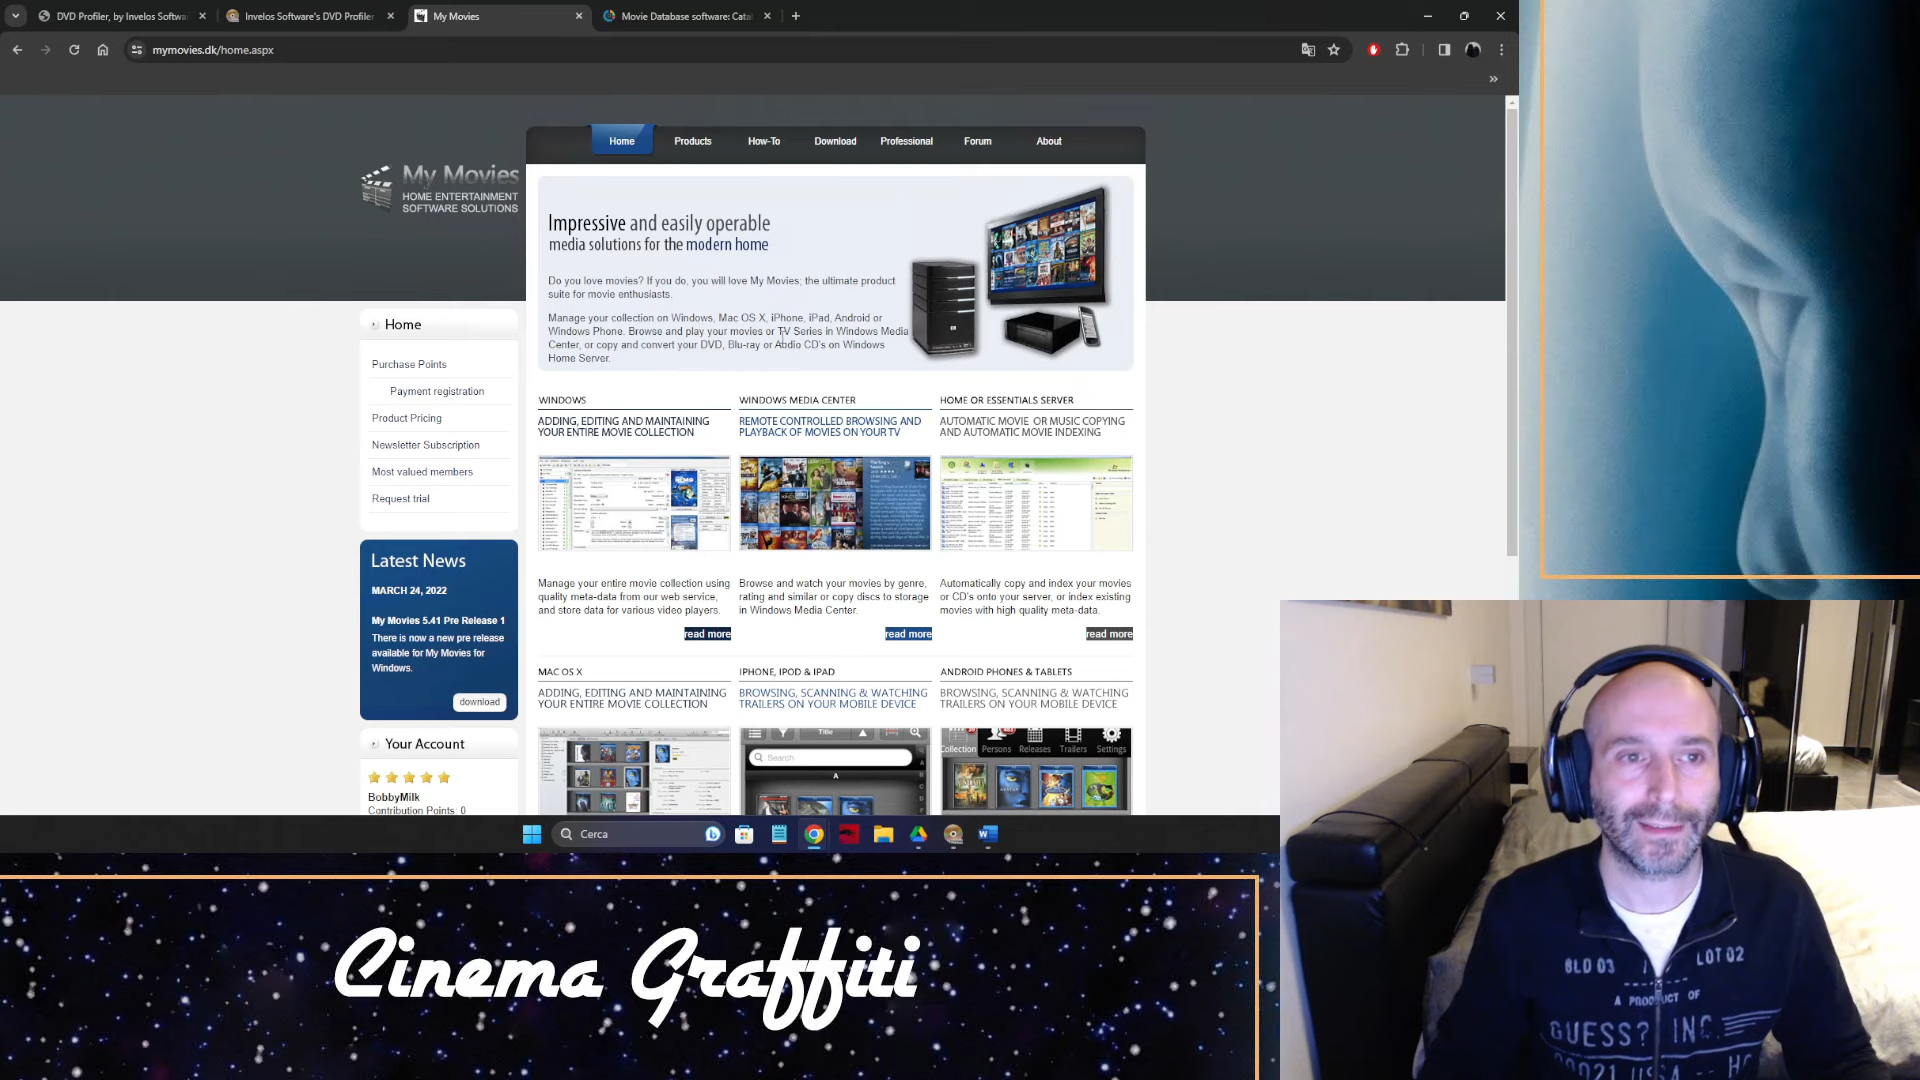 DVD Profiler, by Invelos Softwar
Invelos Software's DVD Profiler
My Movies
Movie Database software: Catal
mymovies.dk/home.aspx
Home
Products
How-To
Download
Professional
Forum
About
My Movies
HOME ENTERTAINMENT
SOFTWARE SOLUTIONS
Impressive and easily operable
media solutions for the modern home
Do you love movies? If you do, you will love My Movies; the ultimate product
suite for movie enthusiasts.
Manage your collection on Windows, Mac OS X, iPhone, iPad, Android or
Windows Phone. Browse and play your movies or TV Series in Windows Media
Center, or copy and convert your DVD, Blu-ray or Audio CD's on Windows
Home Server.
Home
Purchase Points
Payment registration
Product Pricing
Newsletter Subscription
Most valued members
Request trial
Latest News
MARCH 24, 2022
My Movies 5.41 Pre Release 1
There is now a new pre release
available for My Movies for
Windows.
download
Your Account
BobbyMilk
Contribution Points: 0
WINDOWS
ADDING, EDITING AND MAINTAINING
YOUR ENTIRE MOVIE COLLECTION
Manage your entire movie collection using
quality meta-data from our web service,
and store data for various video players.
read more
WINDOWS MEDIA CENTER
REMOTE CONTROLLED BROWSING AND
PLAYBACK OF MOVIES ON YOUR TV
Browse and watch your movies by genre,
rating and similar or copy discs to storage
in Windows Media Center.
read more
HOME OR ESSENTIALS SERVER
AUTOMATIC MOVIE OR MUSIC COPYING
AND AUTOMATIC MOVIE INDEXING
Automatically copy and index your movies
or CD's onto your server, or index existing
movies with high quality meta-data.
read more
MAC OS X
ADDING, EDITING AND MAINTAINING
YOUR ENTIRE MOVIE COLLECTION
IPHONE, IPOD & IPAD
BROWSING, SCANNING & WATCHING
TRAILERS ON YOUR MOBILE DEVICE
Title
Search
A
ANDROID PHONES & TABLETS
BROWSING, SCANNING & WATCHING
TRAILERS ON YOUR MOBILE DEVICE
Collection
Persons
Releases
Trailers
Settings
Cerca
Cinema Graffiti
BLD 03
LOT 02
A PRODUCT OF
GUESS? INC.